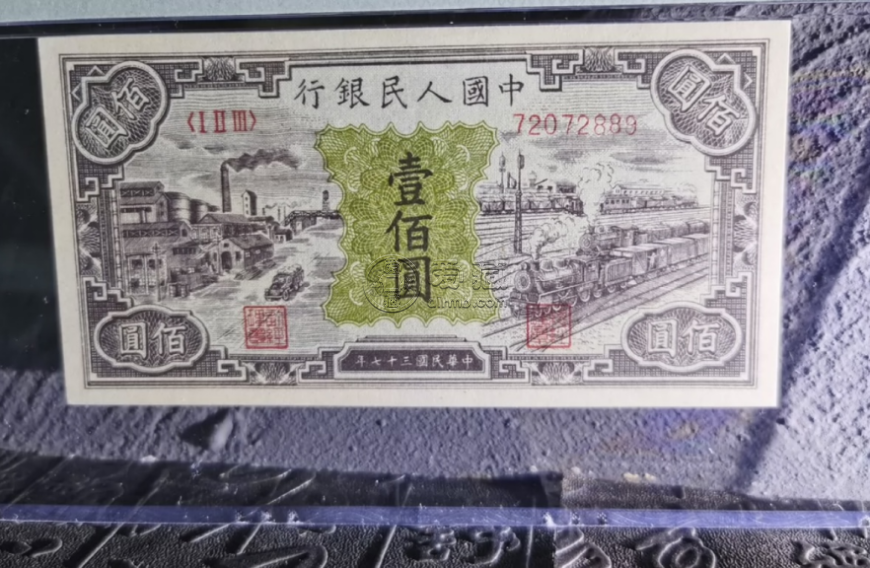 中國人民銀行
佰圓
佰圓
〈I II III〉
72072889
壹佰圓
佰圓
佰圓
中華民國三十七年